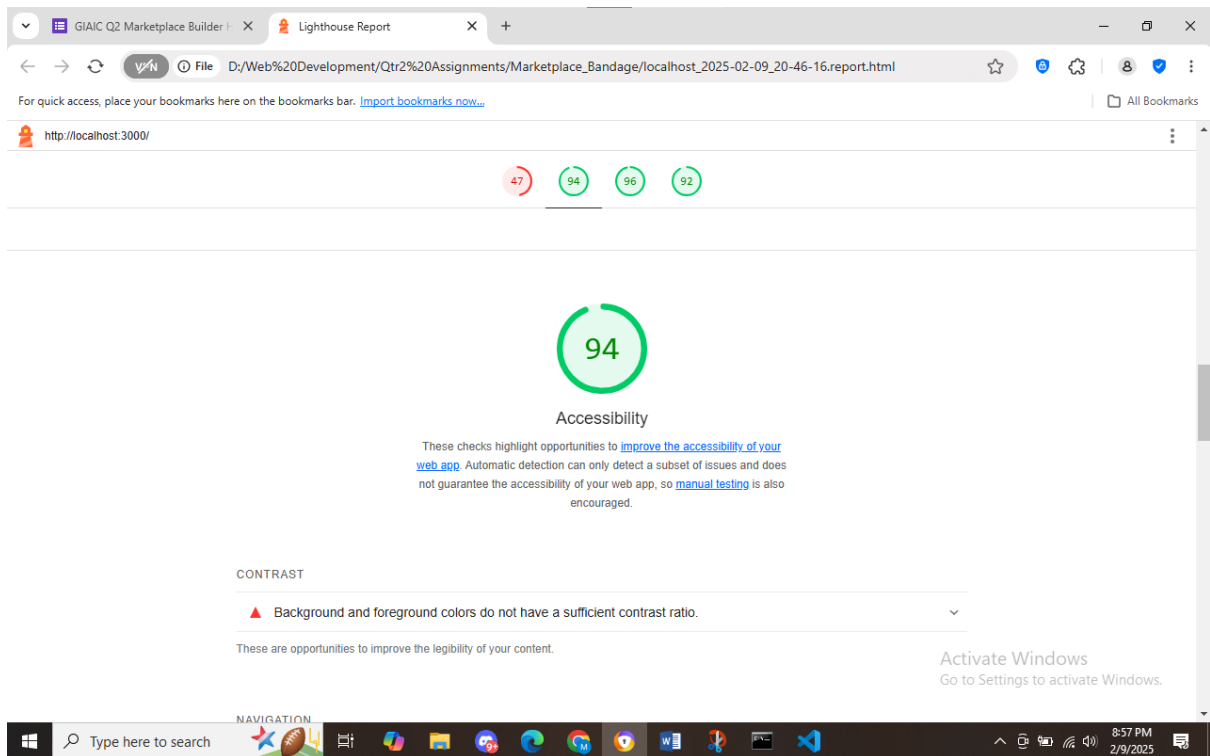 GIAIC Q2 Marketplace Builder H
Lighthouse Report
VPN
File
D:/Web%20Development/Qtr2%20Assignments/Marketplace_Bandage/localhost_2025-02-09_20-46-16.report.html
For quick access, place your bookmarks here on the bookmarks bar. Import bookmarks now...
All Bookmarks
http://localhost:3000/
47 94 96 92
94
Accessibility
These checks highlight opportunities to improve the accessibility of your
web app. Automatic detection can only detect a subset of issues and does
not guarantee the accessibility of your web app, so manual testing is also
encouraged.
CONTRAST
Background and foreground colors do not have a sufficient contrast ratio.
These are opportunities to improve the legibility of your content.
Activate Windows
Go to Settings to activate Windows.
NAVIGATION
Type here to search
8:57 PM
2/9/2025